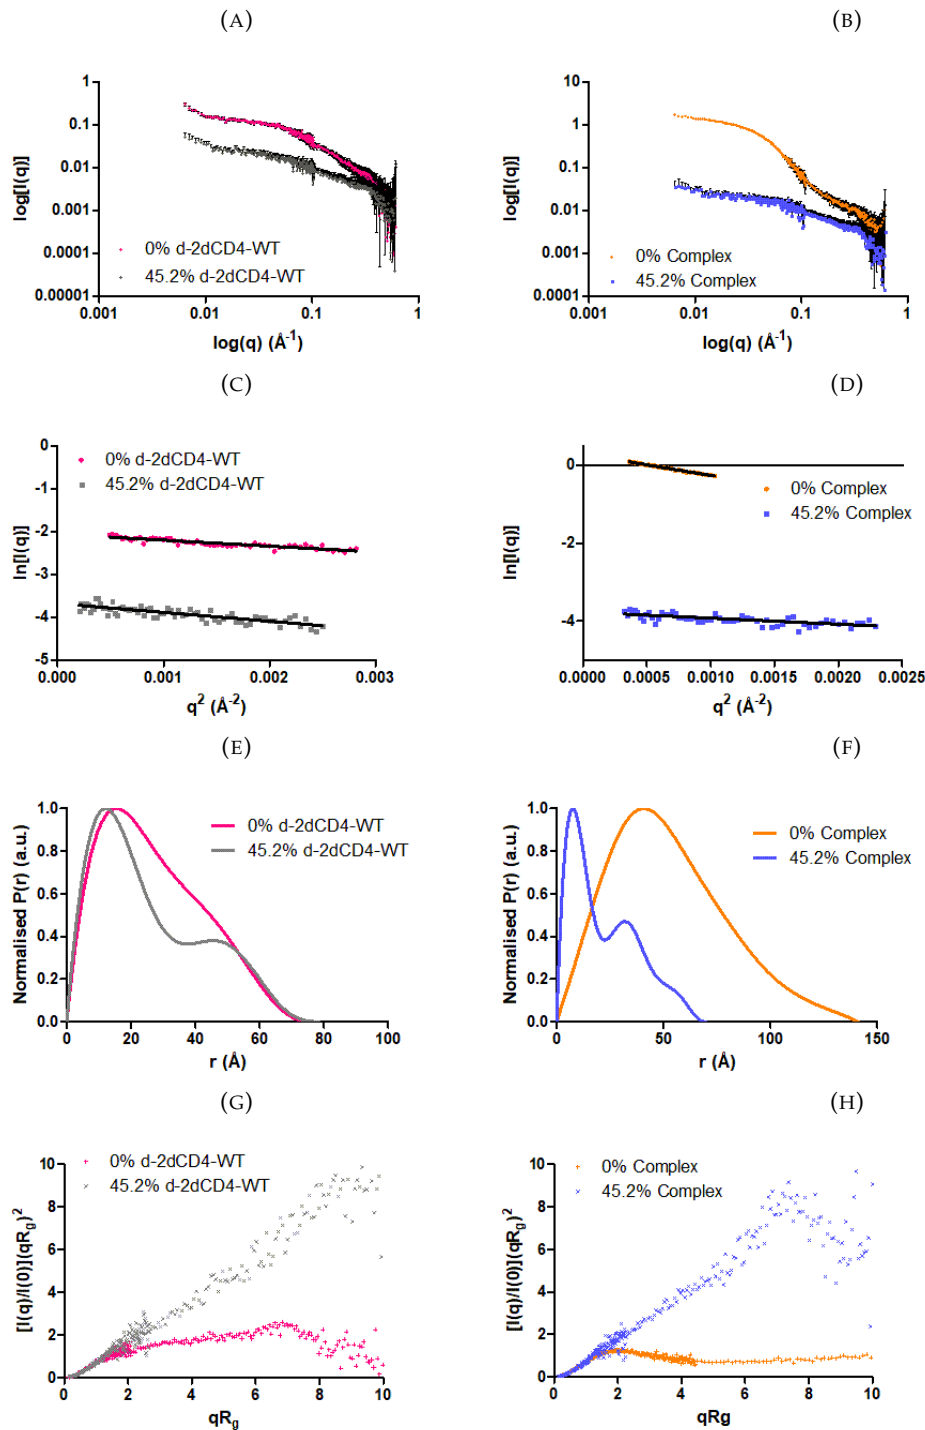 (A)
(B)
1
0.1
0.01
0.001
0.0001
0.00001
log[I(q)]
0% d-2dCD4-WT
45.2% d-2dCD4-WT
0.001
0.01
0.1
1
log(q) (Å-1)
10
1
0.1
0.01
0.001
0.0001
log[I(q)]
0% Complex
45.2% Complex
0.001
0.01
0.1
1
log(q) (Å-1)
(C)
(D)
0
-1
-2
-3
-4
-5
ln[I(q)]
0% d-2dCD4-WT
45.2% d-2dCD4-WT
0.000
0.001
0.002
0.003
q2 (Å-2)
0
-2
-4
ln[I(q)]
0% Complex
45.2% Complex
0.0000
0.0005
0.0010
0.0015
0.0020
0.0025
q2 (Å-2)
(E)
(F)
1.0
0.8
0.6
0.4
0.2
0.0
Normalised P(r) (a.u.)
0% d-2dCD4-WT
45.2% d-2dCD4-WT
0
20
40
60
80
100
r (Å)
1.0
0.8
0.6
0.4
0.2
0.0
Normalised P(r) (a.u.)
0% Complex
45.2% Complex
0
50
100
150
r (Å)
(G)
(H)
10
8
6
4
2
0
[I(q)/I(0)](qRg)2
0% d-2dCD4-WT
45.2% d-2dCD4-WT
0
2
4
6
8
10
qRg
10
8
6
4
2
0
[I(q)/I(0)](qRg)2
0% Complex
45.2% Complex
0
2
4
6
8
10
qRg